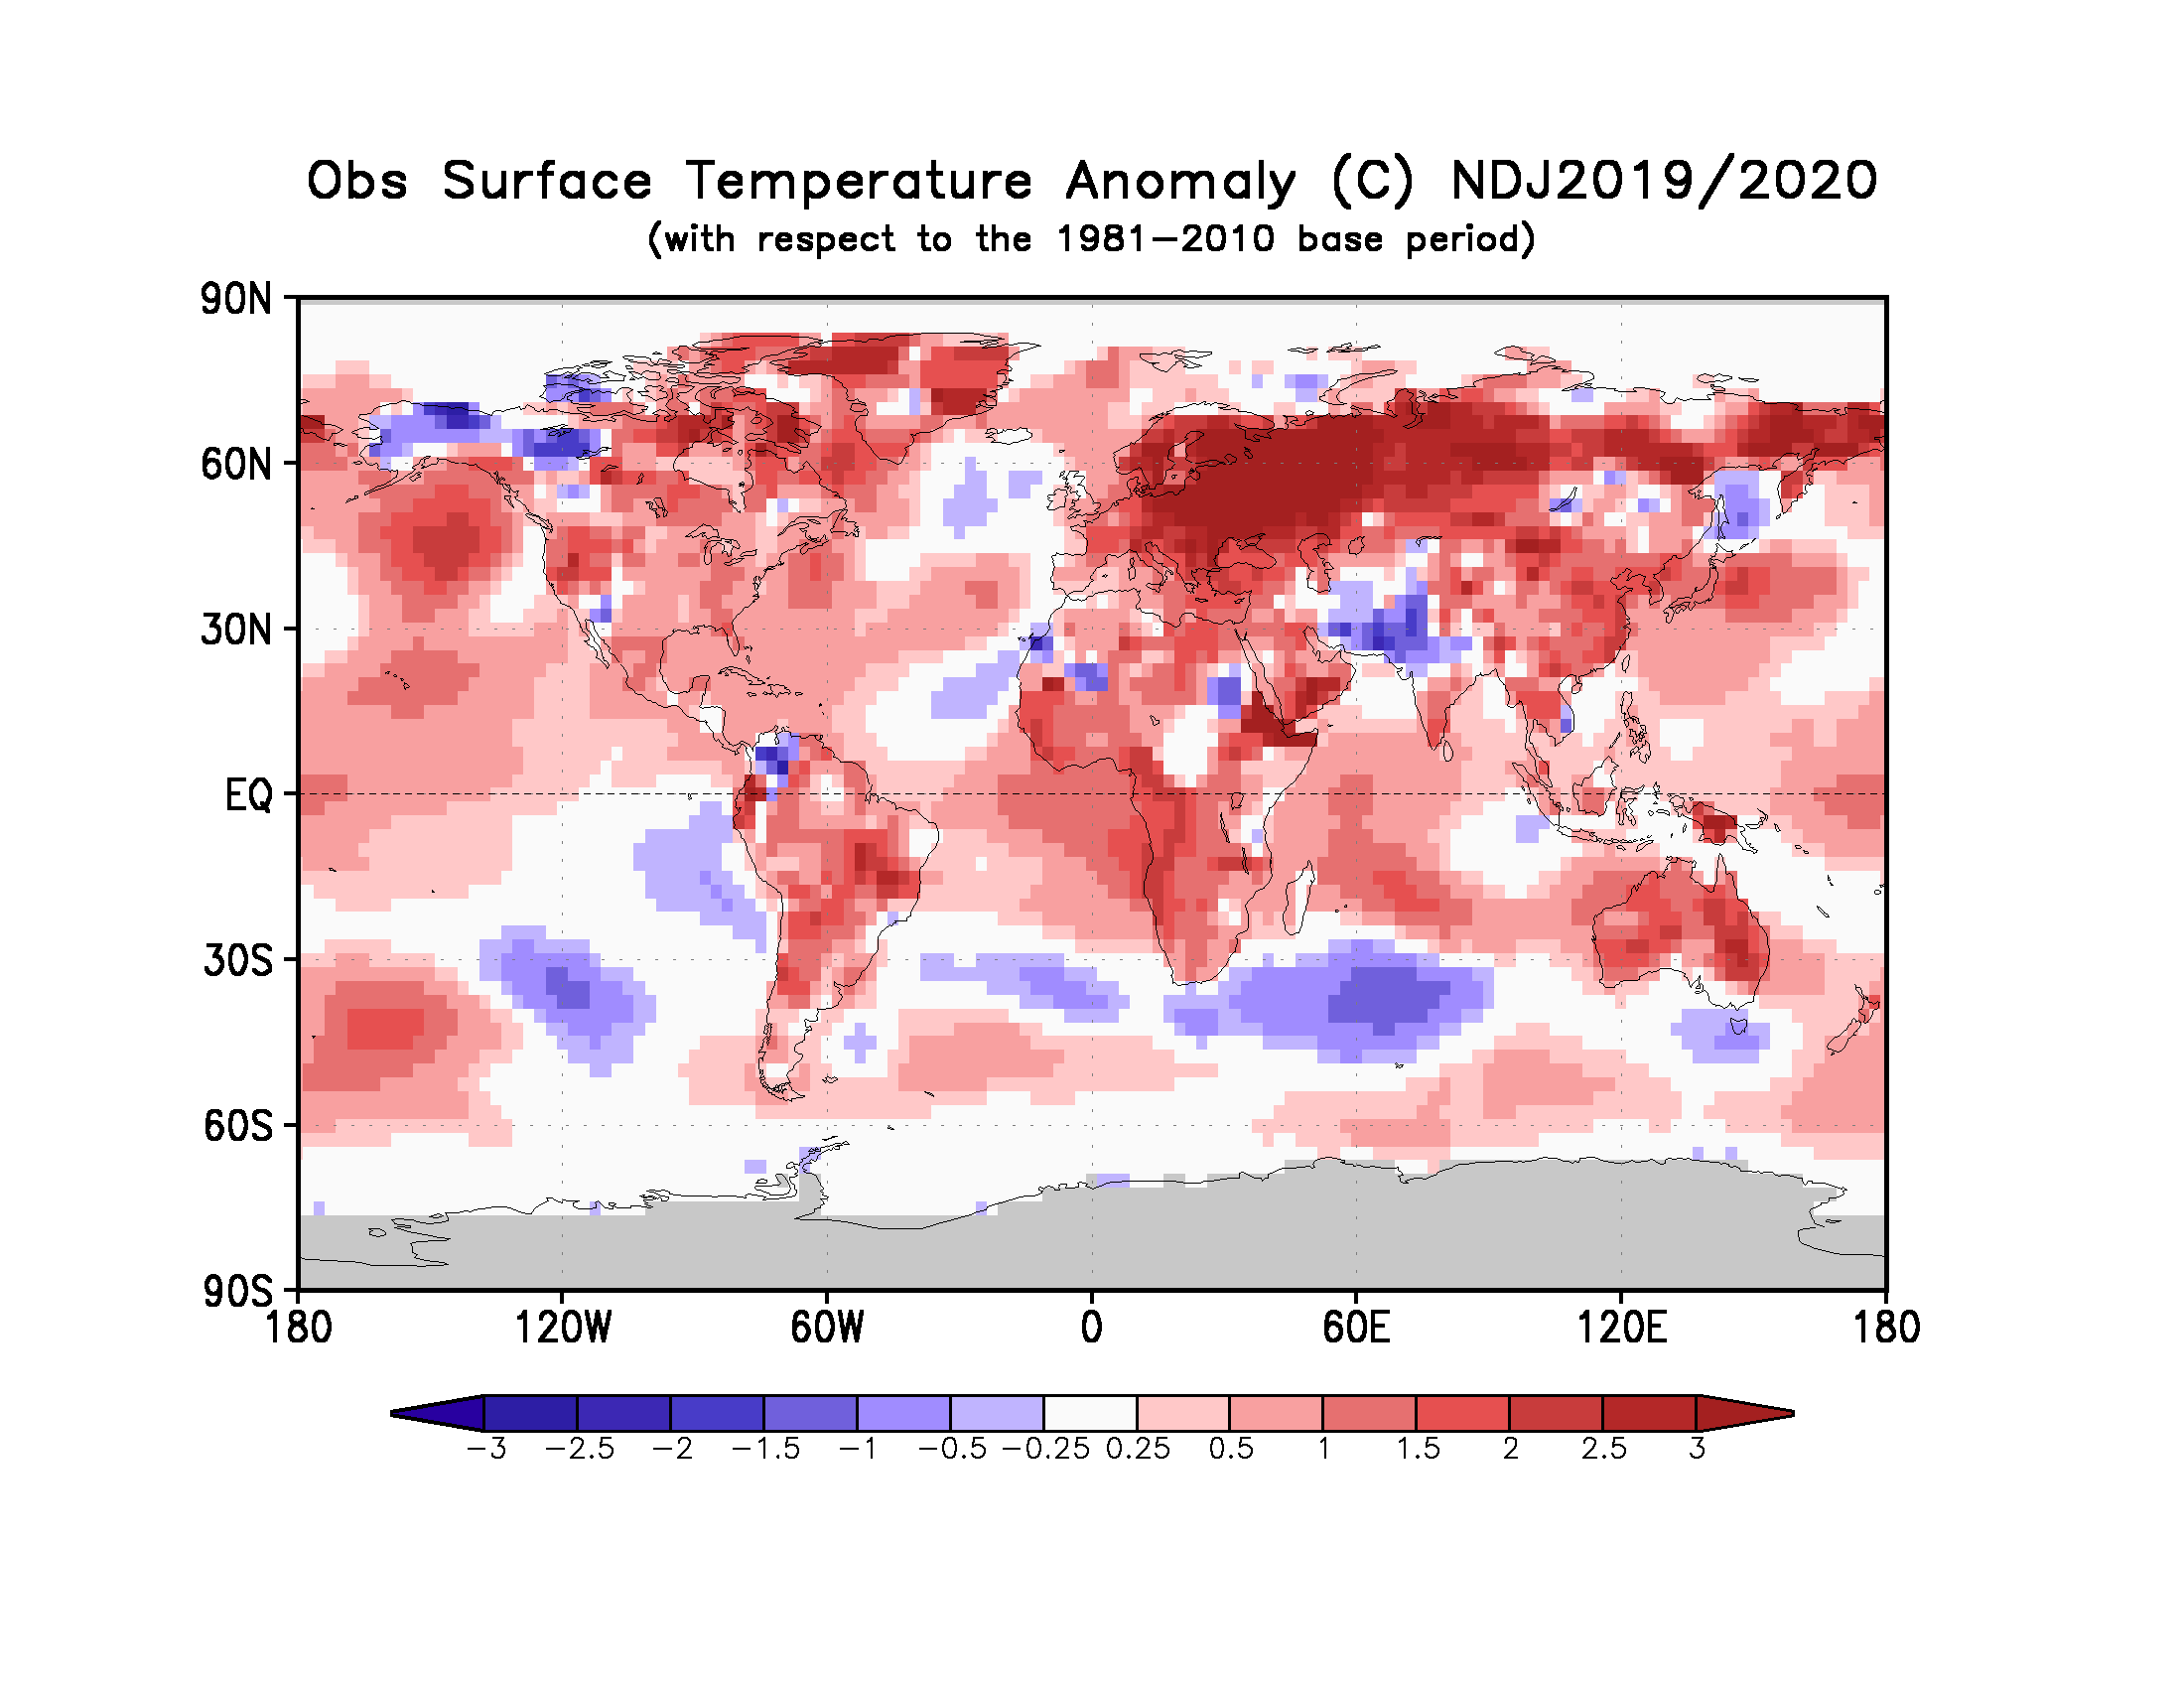 Obs Surface Temperature Anomaly (C) NDJ2019/2020
(with respect to the 1981−2010 base period)
90N
60N
30N
EQ
30S
60S
90S
180 120W 60W 0 60E 120E 180
−3 −2.5 −2 −1.5 −1 −0.5 −0.25 0.25 0.5 1 1.5 2 2.5 3